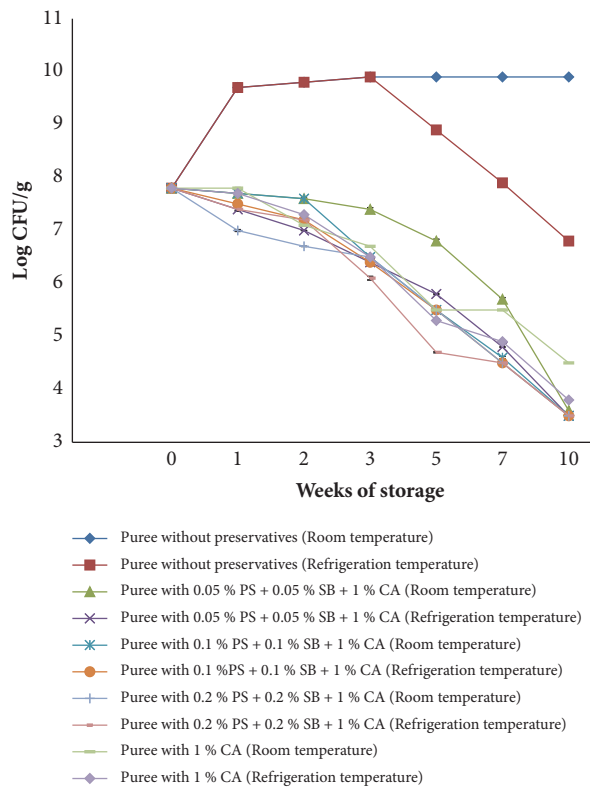 11
10
9
8
7
6
5
4
3
Log CFU/g
0 1 2 3 5 7 10
Weeks of storage
Puree without preservatives (Room temperature)
Puree without preservatives (Refrigeration temperature)
Puree with 0.05 % PS + 0.05 % SB + 1 % CA (Room temperature)
Puree with 0.05 % PS + 0.05 % SB + 1 % CA (Refrigeration temperature)
Puree with 0.1 % PS + 0.1 % SB + 1 % CA (Room temperature)
Puree with 0.1 %PS + 0.1 % SB + 1 % CA (Refrigeration temperature)
Puree with 0.2 % PS + 0.2 % SB + 1 % CA (Room temperature)
Puree with 0.2 % PS + 0.2 % SB + 1 % CA (Refrigeration temperature)
Puree with 1 % CA (Room temperature)
Puree with 1 % CA (Refrigeration temperature)